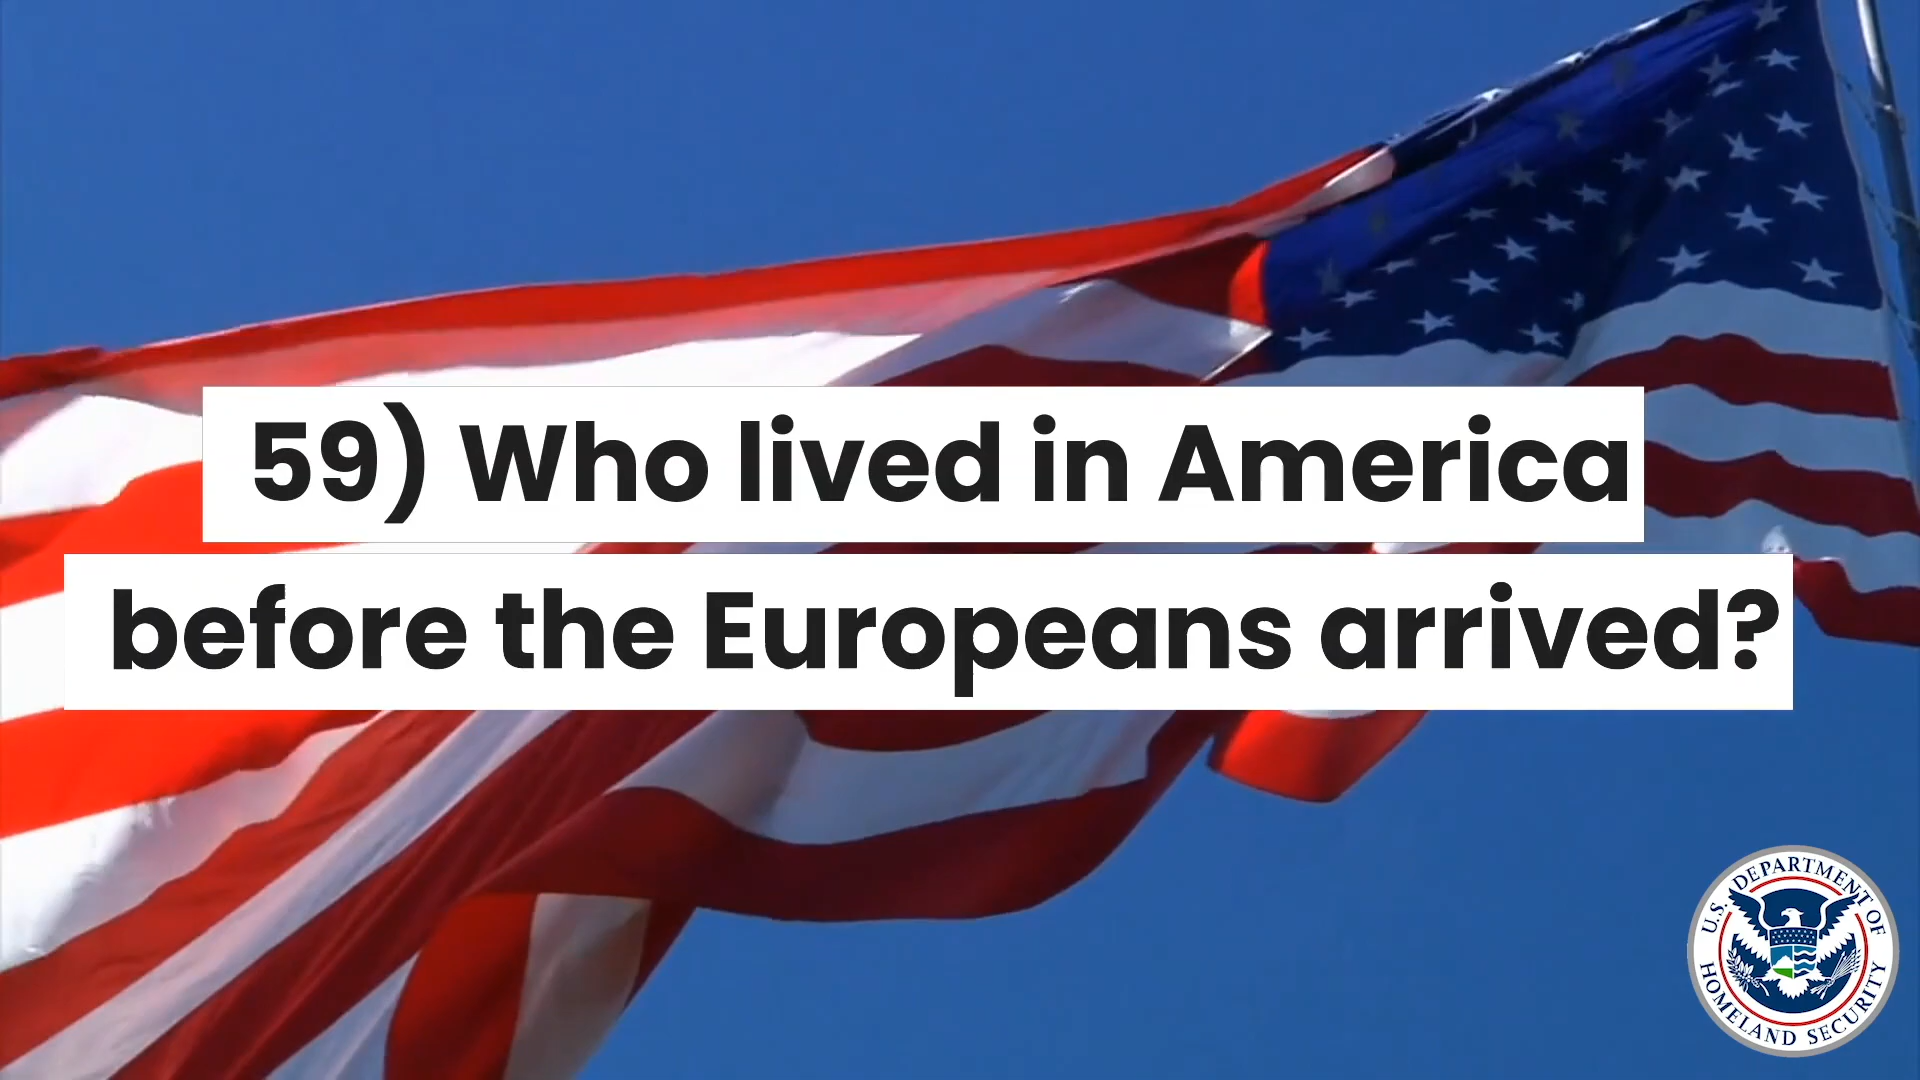 59) Who lived in America
before the Europeans arrived?
U.S. DEPARTMENT OF
HOMELAND SECURITY